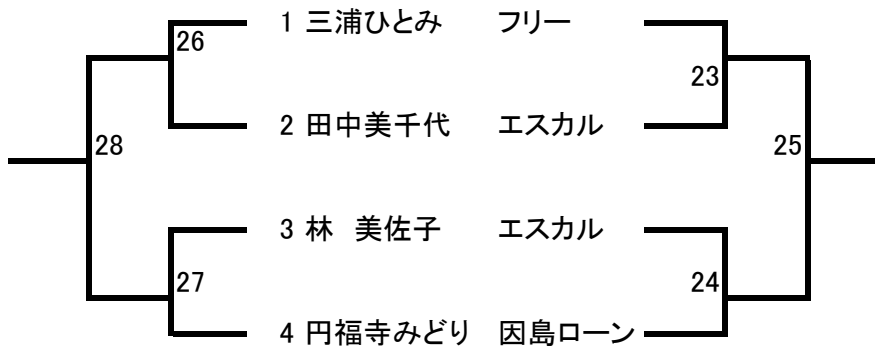 1 三浦ひとみ フリー
26
23
2 田中美千代 エスカル
28
25
3 林 美佐子 エスカル
27
24
4 円福寺みどり 因島ローン